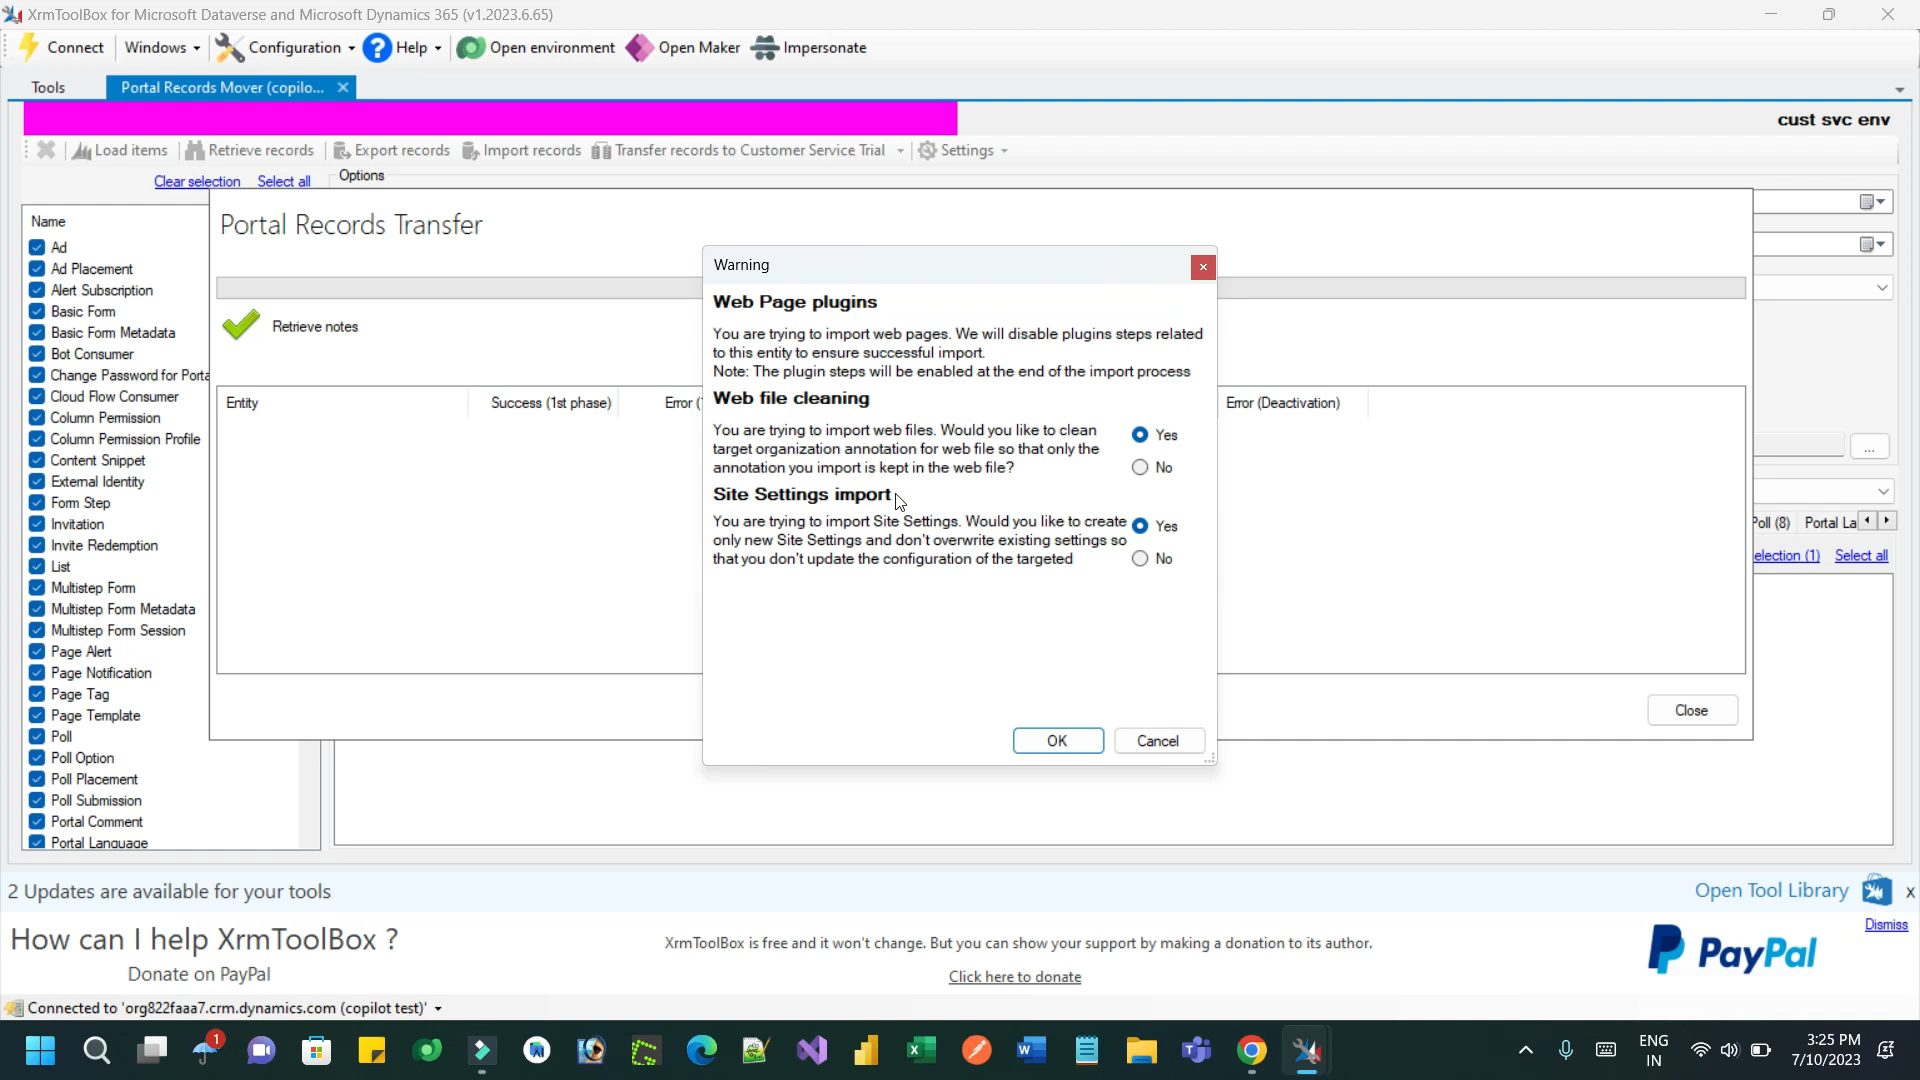 XrmToolBox for Microsoft Dataverse and Microsoft Dynamics 365 (v1.2023.6.65)
Connect Windows Configuration Help Open environment Open Maker Impersonate
Tools Portal Records Mover (copilo...
cust svc env
Load items Retrieve records Export records Import records Transfer records to Customer Service Trial Settings
Clear selection Select all Options
Name
Ad
Ad Placement
Alert Subscription
Basic Form
Basic Form Metadata
Bot Consumer
Change Password for Porta
Cloud Flow Consumer
Column Permission
Column Permission Profile
Content Snippet
External Identity
Form Step
Invitation
Invite Redemption
List
Multistep Form
Multistep Form Metadata
Multistep Form Session
Page Alert
Page Notification
Page Tag
Page Template
Poll
Poll Option
Poll Placement
Poll Submission
Portal Comment
Portal Language
Portal Records Transfer
Retrieve notes
Entity Success (1st phase) Error ( Error (Deactivation)
Close
Warning
Web Page plugins
You are trying to import web pages. We will disable plugins steps related
to this entity to ensure successful import.
Note: The plugin steps will be enabled at the end of the import process
Web file cleaning
You are trying to import web files. Would you like to clean
target organization annotation for web file so that only the
annotation you import is kept in the web file?
Yes
No
Site Settings import
You are trying to import Site Settings. Would you like to create
only new Site Settings and don't overwrite existing settings so
that you don't update the configuration of the targeted
Yes
No
OK Cancel
...
Poll (8) Portal La
election (1) Select all
2 Updates are available for your tools
Open Tool Library x
How can I help XrmToolBox ?
Donate on PayPal
XrmToolBox is free and it won't change. But you can show your support by making a donation to its author.
Click here to donate
PayPal
Dismiss
Connected to 'org822faaa7.crm.dynamics.com (copilot test)'
1
ENG
IN
3:25 PM
7/10/2023